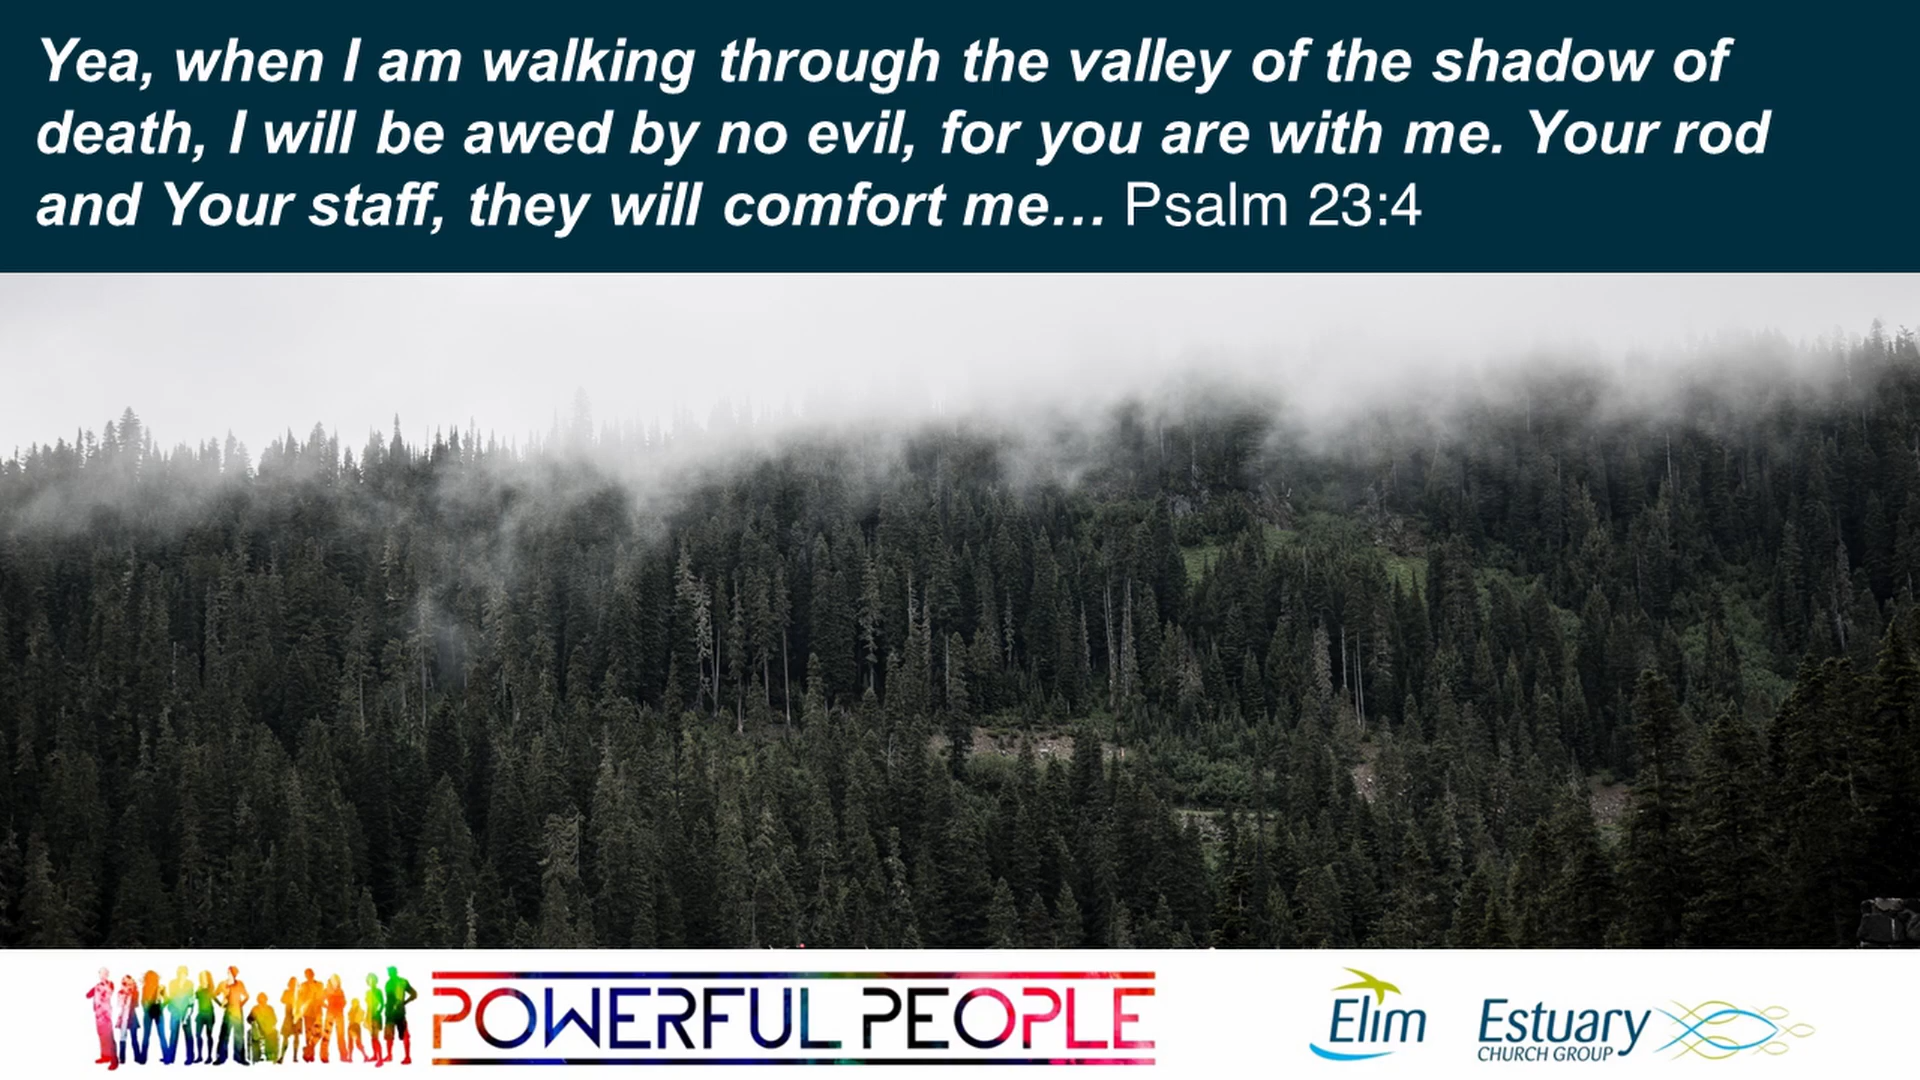 Yea, when I am walking through the valley of the shadow of
death, I will be awed by no evil, for you are with me. Your rod
and Your staff, they will comfort me… Psalm 23:4
POWERFUL PEOPLE
Elim
Estuary
CHURCH GROUP